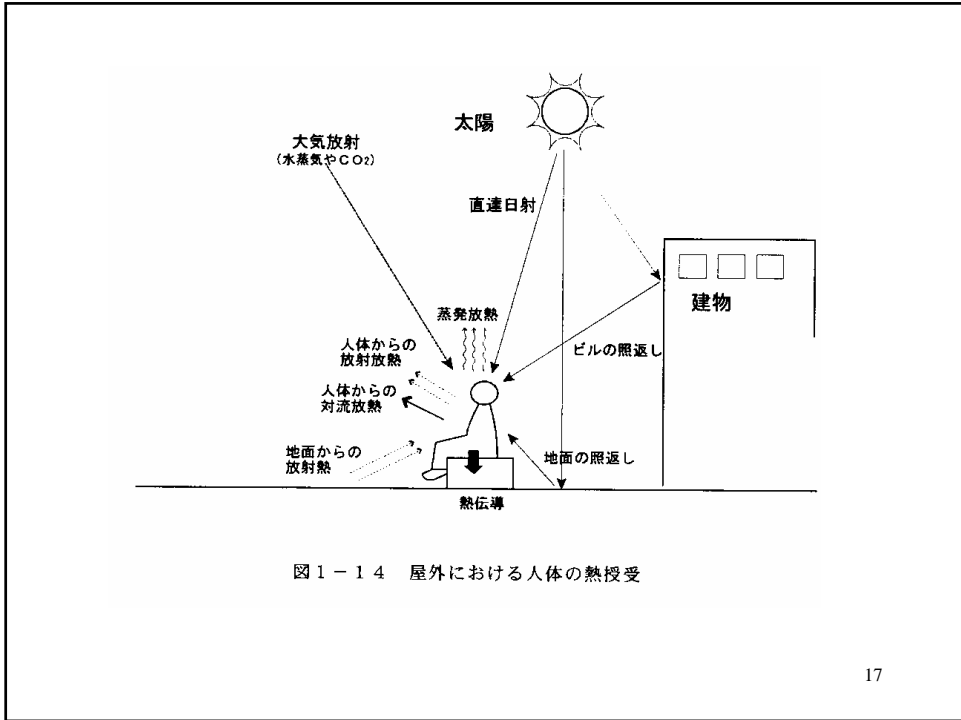 太陽
大気放射
(水蒸気やCO2)
直達日射
建物
蒸発放熱
人体からの
放射放熱
ビルの照返し
人体からの
対流放熱
地面からの
放射熱
地面の照返し
熱伝導
図1-14 屋外における人体の熱授受
17